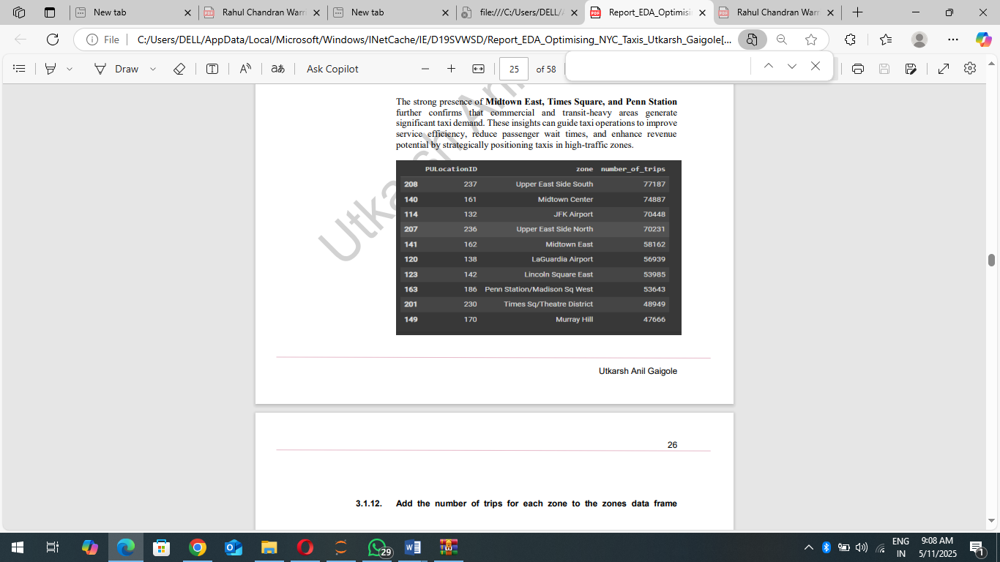 New tab
Rahul Chandran Warr
New tab
file:///C:/Users/DELL/
Report_EDA_Optimisi
Rahul Chandran Warr
File
C:/Users/DELL/AppData/Local/Microsoft/Windows/INetCache/IE/D19SVWSD/Report_EDA_Optimising_NYC_Taxis_Utkarsh_Gaigole[...
Draw
Ask Copilot
25 of 58
The strong presence of Midtown East, Times Square, and Penn Station
further confirms that commercial and transit-heavy areas generate
significant taxi demand. These insights can guide taxi operations to improve
service efficiency, reduce passenger wait times, and enhance revenue
potential by strategically positioning taxis in high-traffic zones.
PULocationID zone number_of_trips
208 237 Upper East Side South 77187
140 161 Midtown Center 74887
114 132 JFK Airport 70448
207 236 Upper East Side North 70231
141 162 Midtown East 58162
120 138 LaGuardia Airport 56939
123 142 Lincoln Square East 53985
163 186 Penn Station/Madison Sq West 53643
201 230 Times Sq/Theatre District 48949
149 170 Murray Hill 47666
Utkarsh Anil Gaigole
26
3.1.12. Add the number of trips for each zone to the zones data frame
29
ENG
IN
9:08 AM
5/11/2025
1